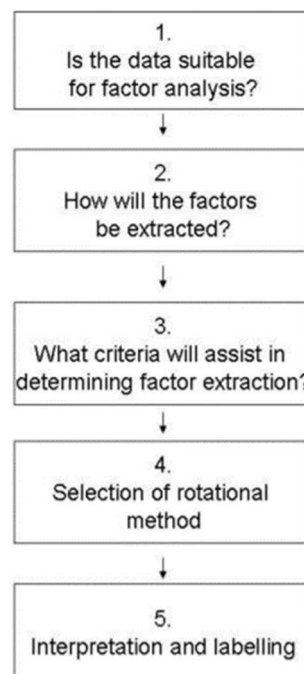 1.
Is the data suitable
for factor analysis?
2.
How will the factors
be extracted?
3.
What criteria will assist in
determining factor extraction?
4.
Selection of rotational
method
5.
Interpretation and labelling